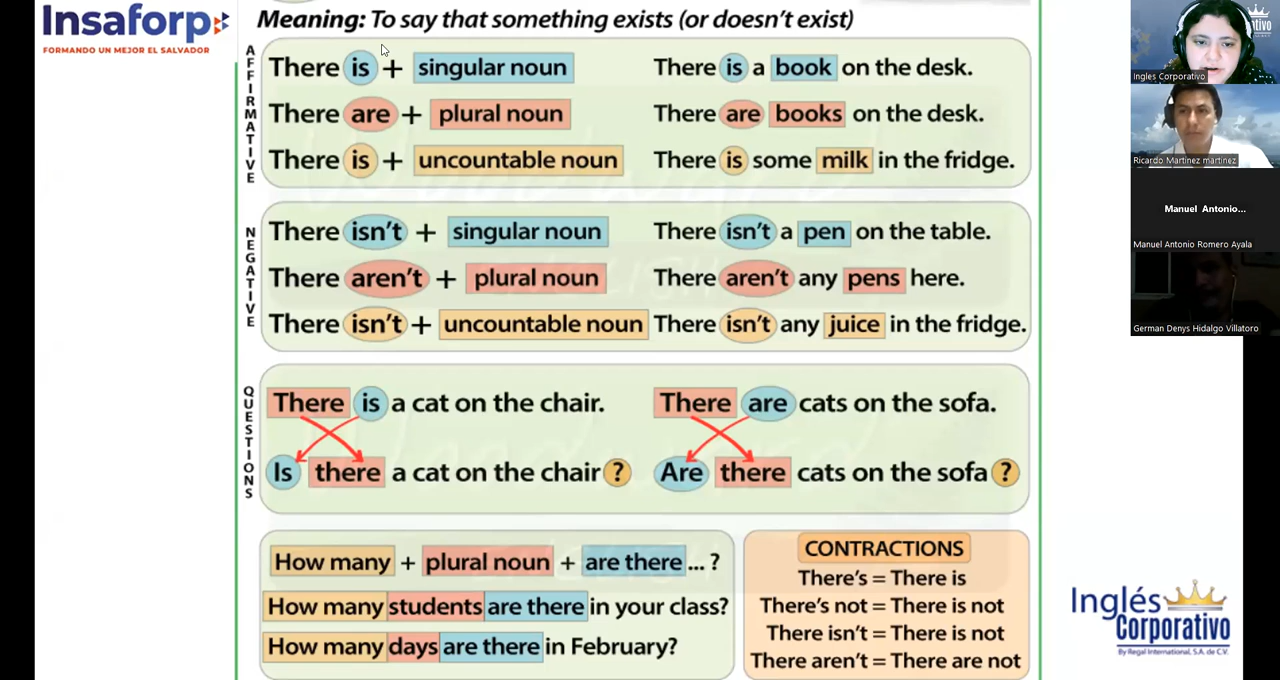 Insaforp
FORMANDO UN MEJOR EL SALVADOR
Meaning: To say that something exists (or doesn't exist)
AFFIRMATIVE
There is + singular noun There is a book on the desk.
There are + plural noun There are books on the desk.
There is + uncountable noun There is some milk in the fridge.
NEGATIVE
There isn't + singular noun There isn't a pen on the table.
There aren't + plural noun There aren't any pens here.
There isn't + uncountable noun There isn't any juice in the fridge.
QUESTIONS
There is a cat on the chair. There are cats on the sofa.
Is there a cat on the chair ? Are there cats on the sofa ?
How many + plural noun + are there ... ?
How many students are there in your class?
How many days are there in February?
CONTRACTIONS
There's = There is
There's not = There is not
There isn't = There is not
There aren't = There are not
Ingles Corporativo
Ricardo Martinez martinez
Manuel Antonio...
Manuel Antonio Romero Ayala
German Denys Hidalgo Villatoro
Inglés
Corporativo
By Regal International, S.A. de C.V.